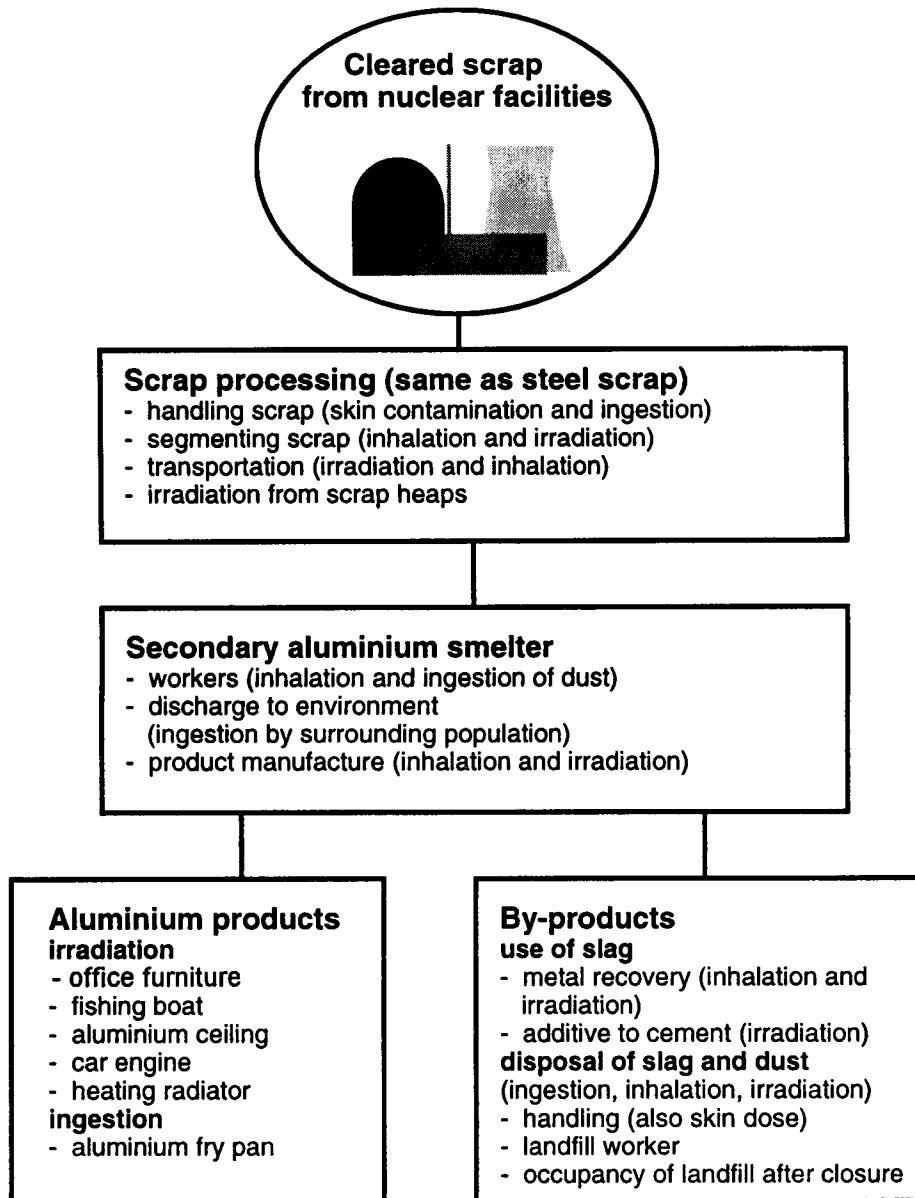 Cleared scrap
from nuclear facilities
Scrap processing (same as steel scrap)
- handling scrap (skin contamination and ingestion)
- segmenting scrap (inhalation and irradiation)
- transportation (irradiation and inhalation)
- irradiation from scrap heaps
Secondary aluminium smelter
- workers (inhalation and ingestion of dust)
- discharge to environment
(ingestion by surrounding population)
- product manufacture (inhalation and irradiation)
Aluminium products
irradiation
- office furniture
- fishing boat
- aluminium ceiling
- car engine
- heating radiator
ingestion
- aluminium fry pan
By-products
use of slag
- metal recovery (inhalation and
irradiation)
- additive to cement (irradiation)
disposal of slag and dust
(ingestion, inhalation, irradiation)
- handling (also skin dose)
- landfill worker
- occupancy of landfill after closure